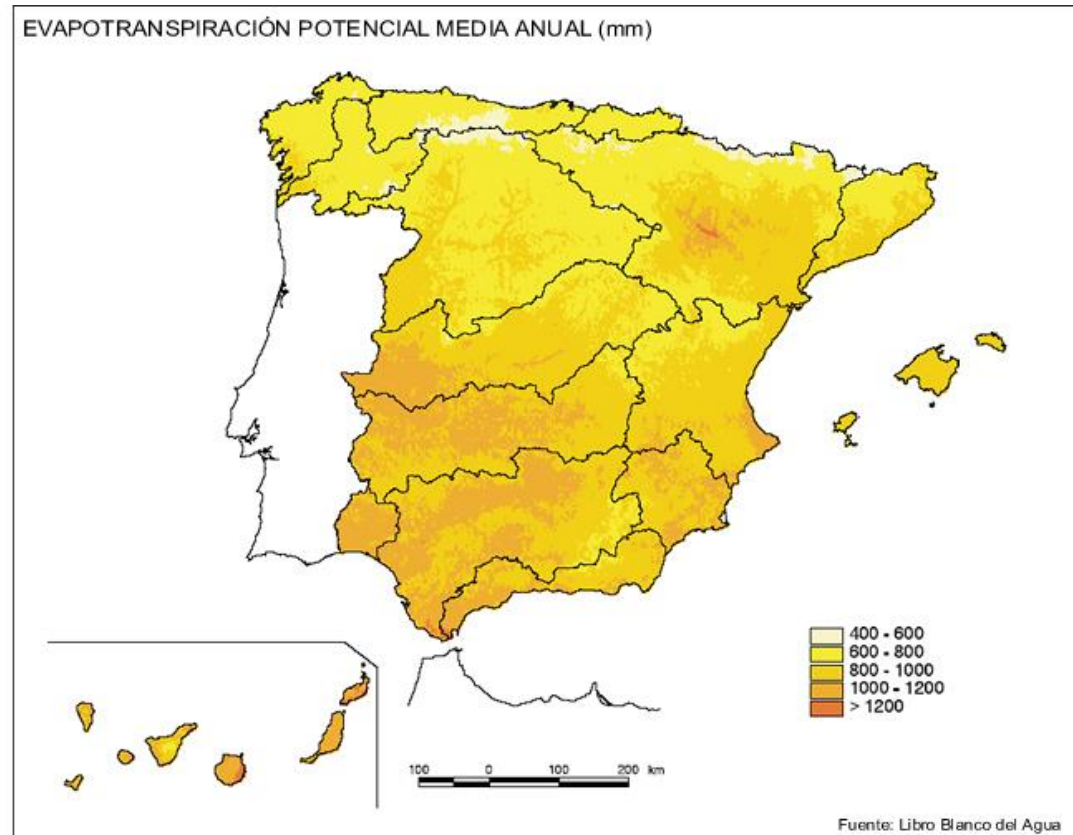 EVAPOTRANSPIRACIÓN POTENCIAL MEDIA ANUAL (mm)
400 - 600
600 - 800
800 - 1000
1000 - 1200
> 1200
100 0 100 200 km
Fuente: Libro Blanco del Agua